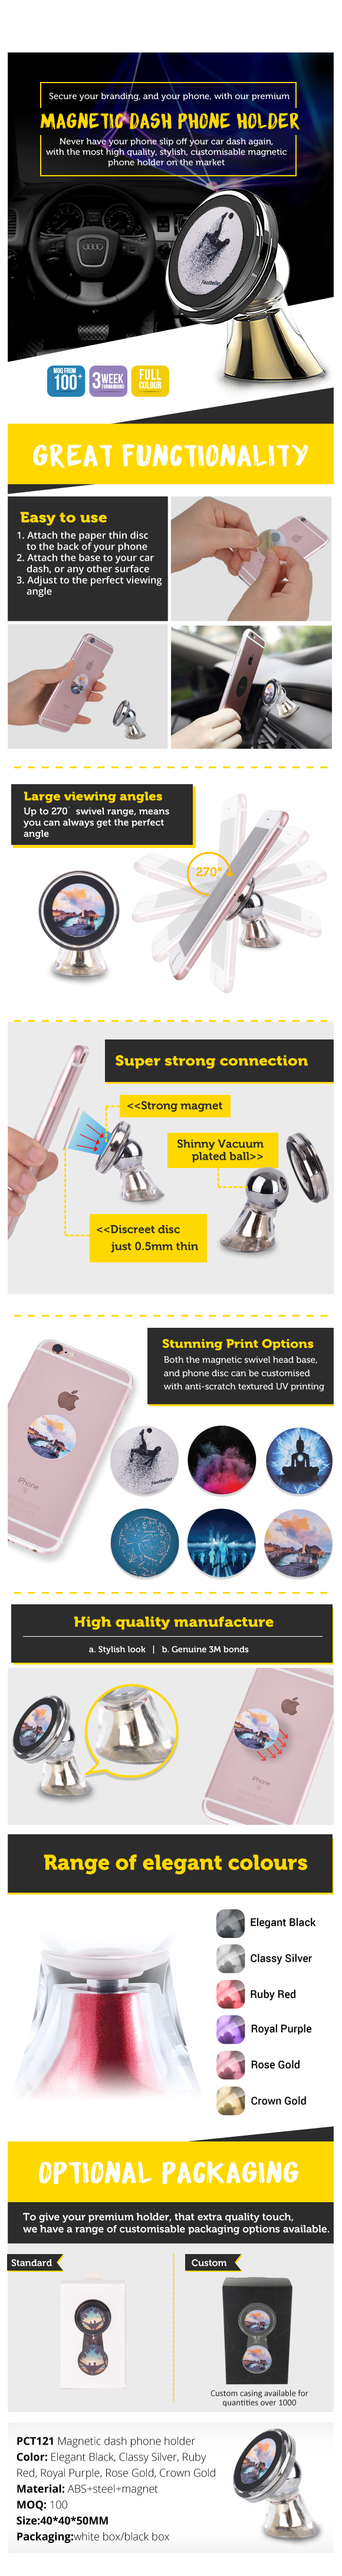 Secure your branding, and your phone, with our premium
MAGNETIC DASH PHONE HOLDER
Never have your phone slip off your car dash again,
with the most high quality, stylish, customisable magnetic
phone holder on the market
Footballer
MOQ FROM
100+
3 WEEK
TURNAROUND
FULL
COLOUR
GREAT FUNCTIONALITY
Easy to use
1. Attach the paper thin disc
to the back of your phone
2. Attach the base to your car
dash, or any other surface
3. Adjust to the perfect viewing
angle
Large viewing angles
Up to 270 swivel range, means
you can always get the perfect
angle
270°
Super strong connection
<<Strong magnet
Shinny Vacuum
plated ball>>
<<Discreet disc
just 0.5mm thin
Stunning Print Options
Both the magnetic swivel head base,
and phone disc can be customised
with anti-scratch textured UV printing
iPhone
Footballer
High quality manufacture
a. Stylish look | b. Genuine 3M bonds
iPhone
Range of elegant colours
Elegant Black
Classy Silver
Ruby Red
Royal Purple
Rose Gold
Crown Gold
OPTIONAL PACKAGING
To give your premium holder, that extra quality touch,
we have a range of customisable packaging options available.
Standard
Custom
Custom casing available for
quantities over 1000
PCT121 Magnetic dash phone holder
Color: Elegant Black, Classy Silver, Ruby
Red, Royal Purple, Rose Gold, Crown Gold
Material: ABS+steel+magnet
MOQ: 100
Size:40*40*50MM
Packaging:white box/black box